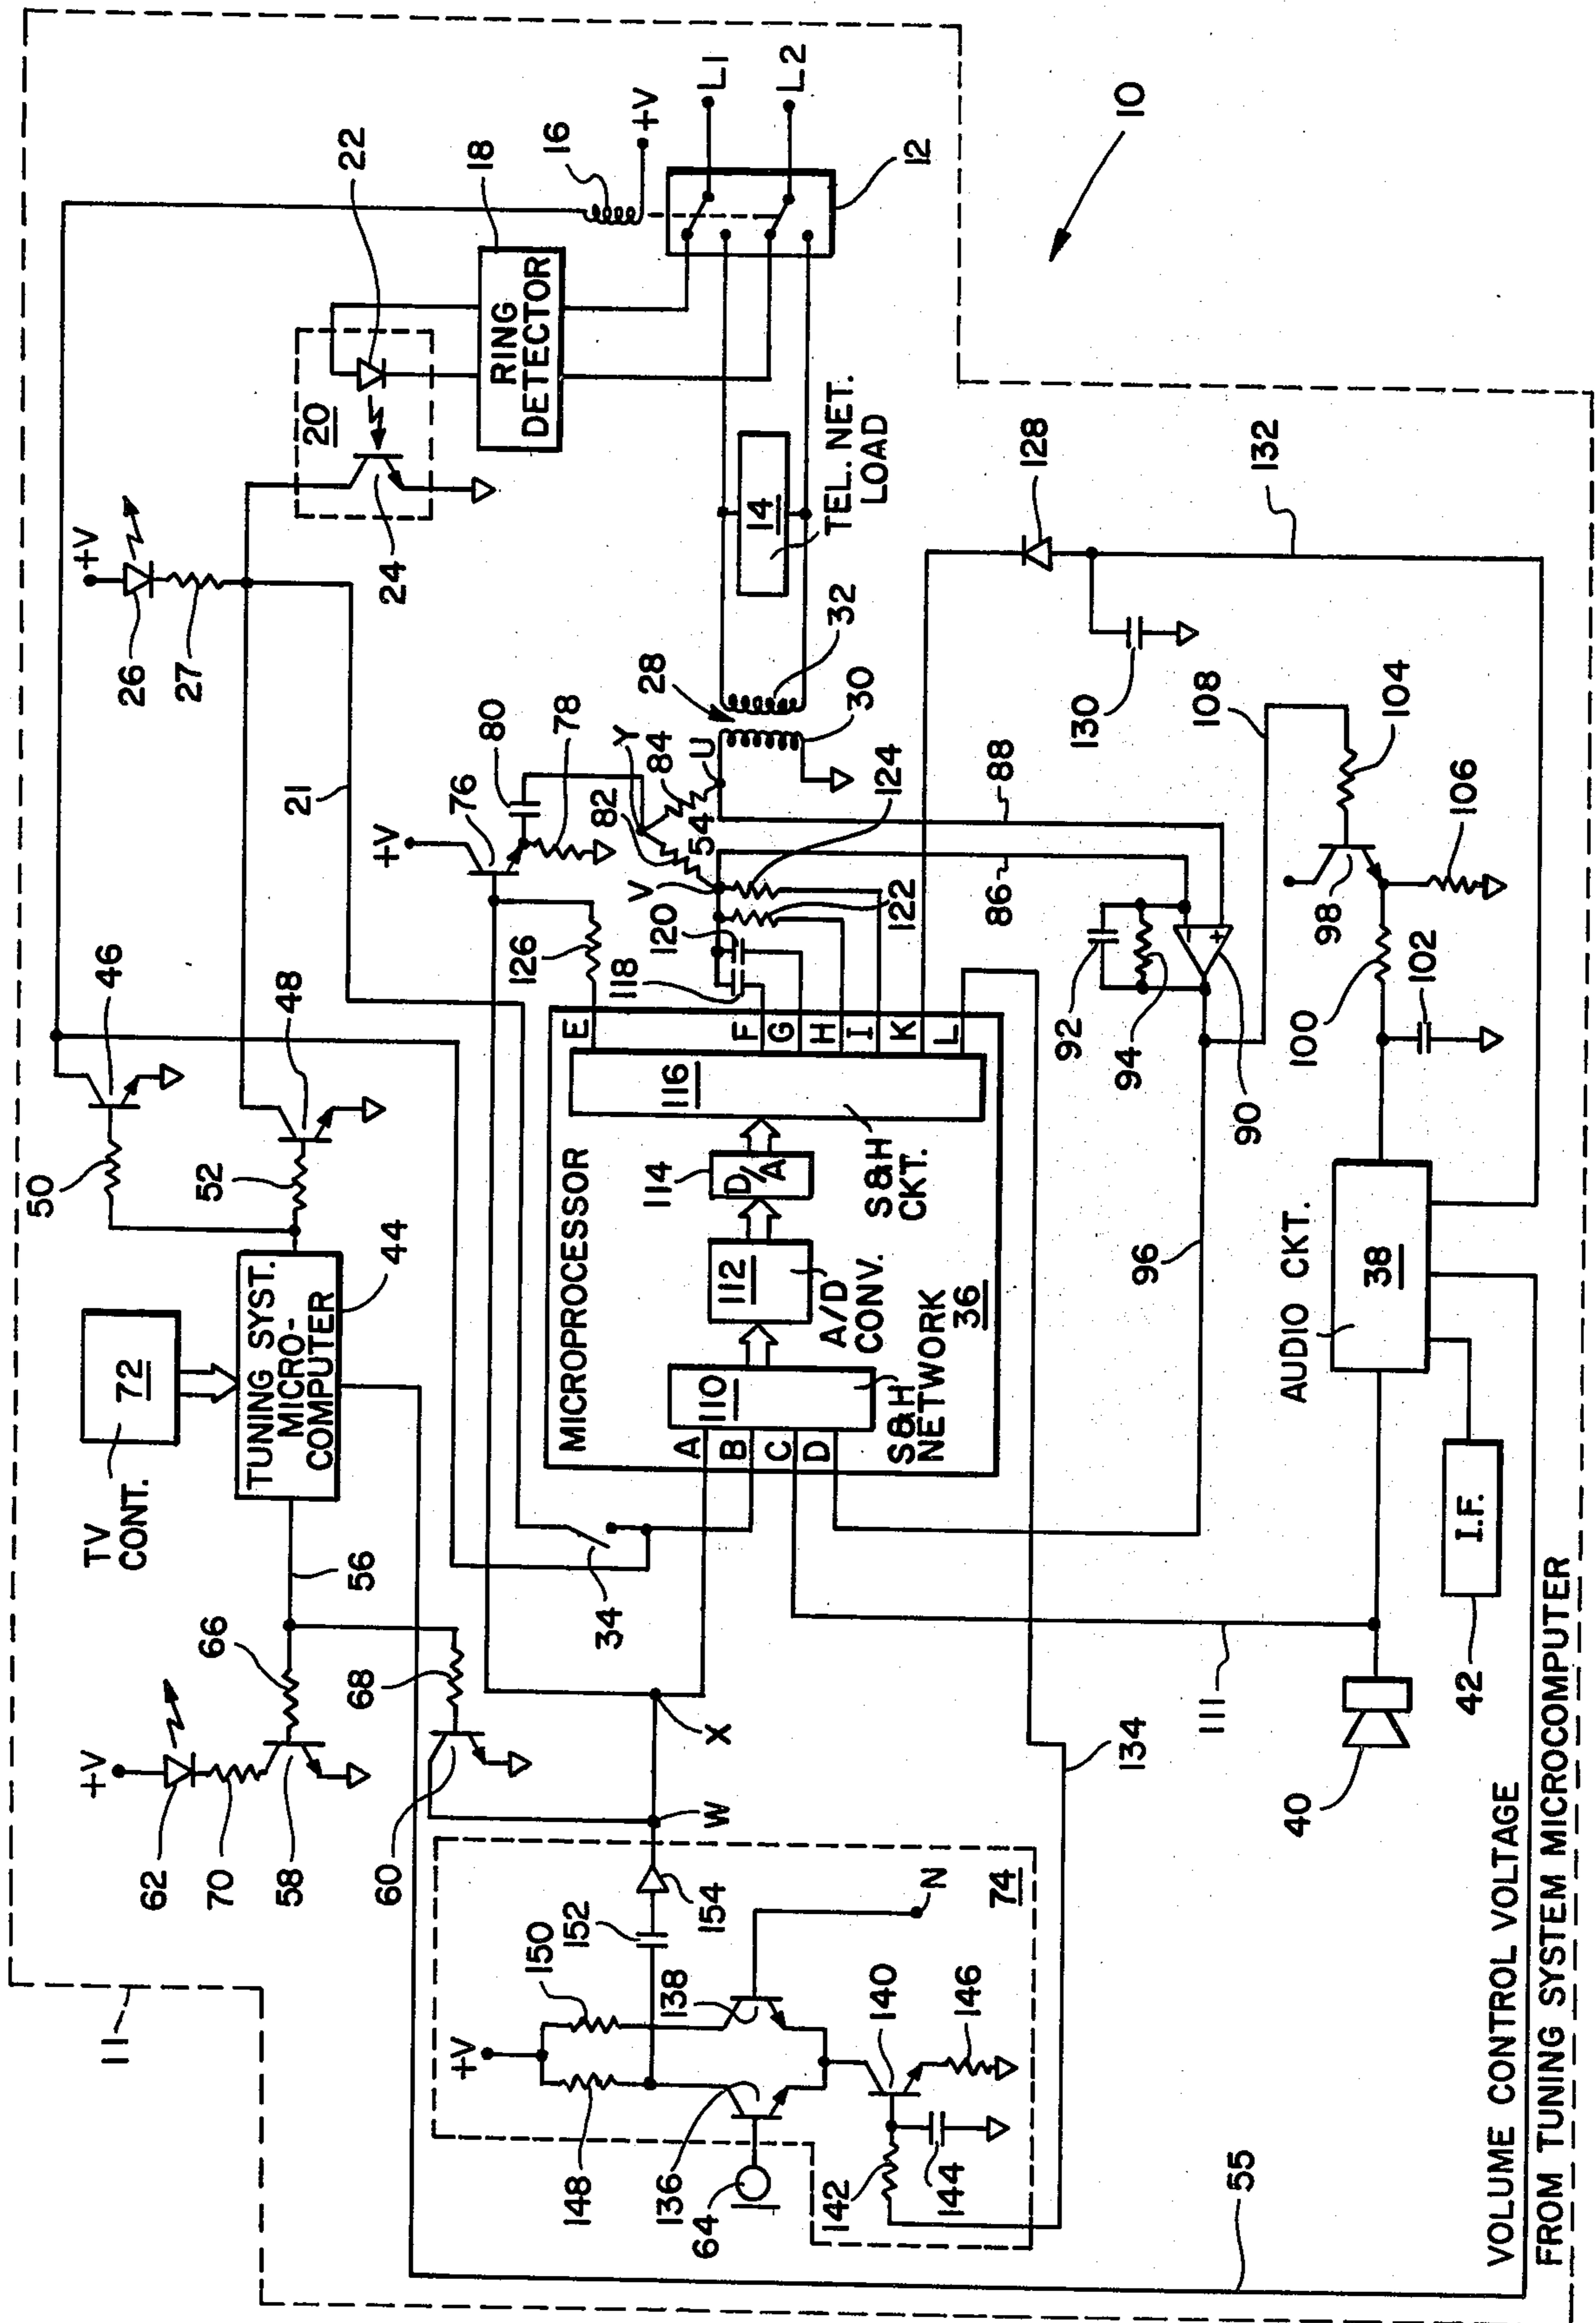 10
11
+V
16
L1
L2
12
22
18
RING
DETECTOR
20
24
+V
26
27
21
14
TEL. NET.
LOAD
32
28
30
80
78
76
+V
Y
84
U
82
54
V
124
122
120
118
126
88
86
128
130
132
108
104
106
98
100
102
92
94
90
96
46
48
50
52
TV
CONT.
72
TUNING SYST.
MICRO-
COMPUTER
44
56
66
68
+V
62
70
58
60
34
MICROPROCESSOR
36
A
B
C
D
110
S&H
NETWORK
112
A/D
CONV.
114
D/A
116
S&H
CKT.
E
F
G
H
I
K
L
X
W
74
N
154
152
150
+V
148
138
136
64
140
142
144
146
134
111
40
AUDIO CKT.
38
I.F.
42
55
VOLUME CONTROL VOLTAGE
FROM TUNING SYSTEM MICROCOMPUTER